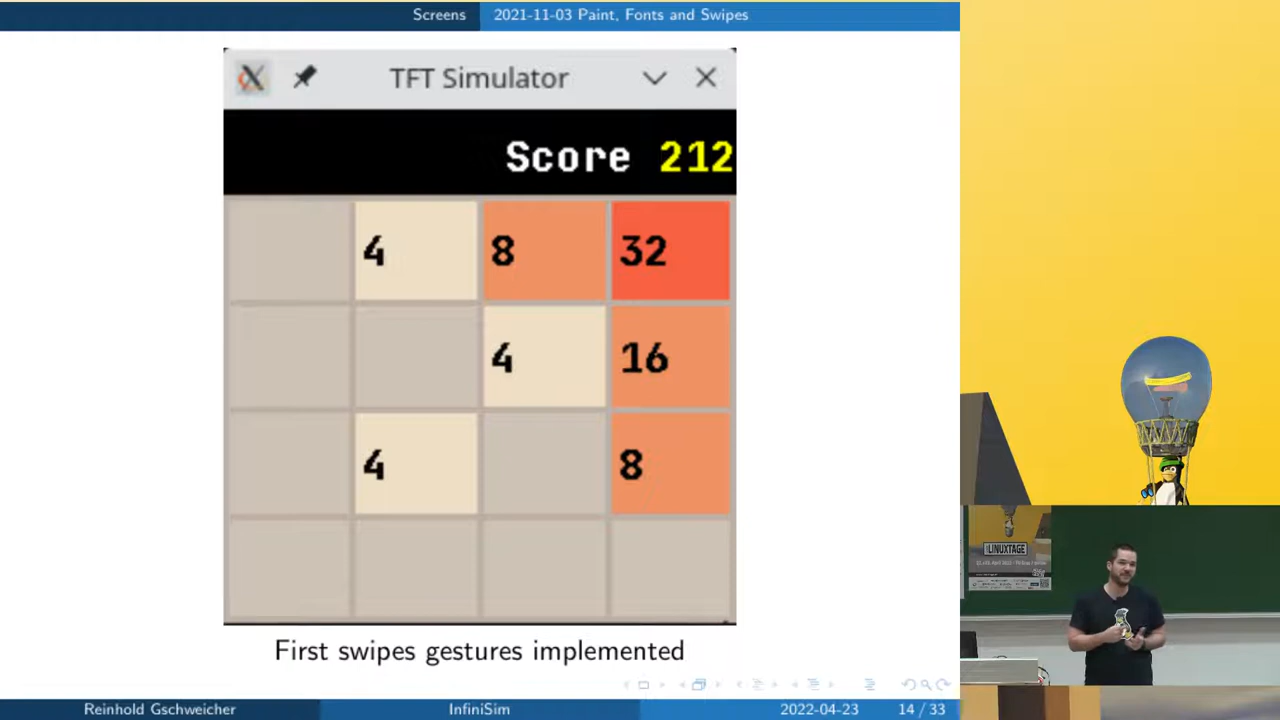 Screens 2021-11-03 Paint, Fonts and Swipes
TFT Simulator
Score 212
4 8 32
4 16
4 8
First swipes gestures implemented
LINUXTAGE
Reinhold Gschweicher InfiniSim 2022-04-23 14 / 33